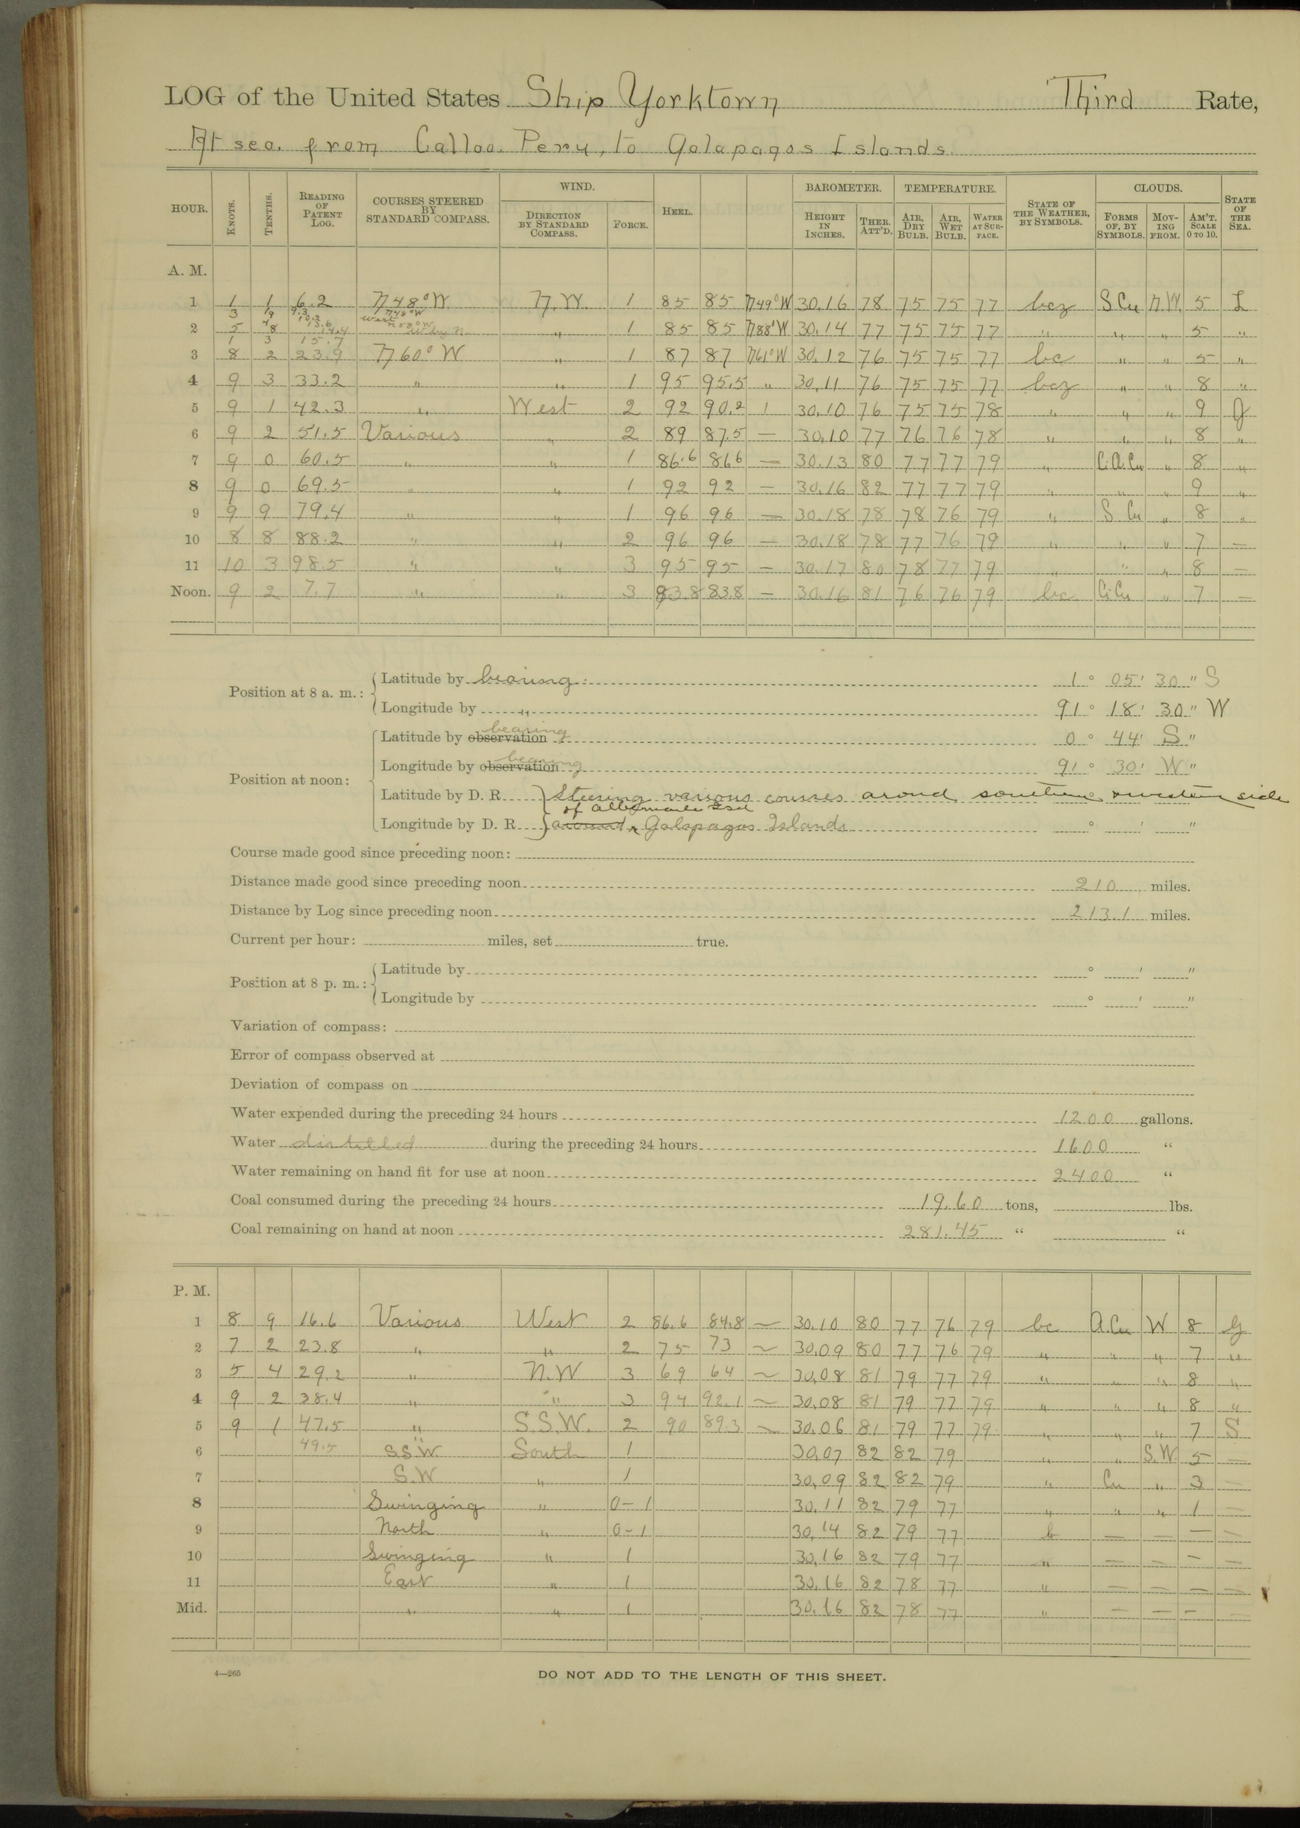 LOG of the United States Ship Yorktown Third Rate,
At sea. from Callao. Peru, to Galapagos Islands.
HOUR. KNOTS. TENTHS. READING OF PATENT LOG. COURSES STEERED BY STANDARD COMPASS. WIND. DIRECTION BY STANDARD COMPASS. FORCE. HEEL. BAROMETER. HEIGHT IN INCHES. THER. ATT'D. TEMPERATURE. AIR, DRY BULB. AIR, WET BULB. WATER AT SURFACE. STATE OF THE WEATHER, BY SYMBOLS. CLOUDS. FORMS OF, BY SYMBOLS. MOVING FROM. AM'T. SCALE 0 TO 10. STATE OF THE SEA.
A. M.
1 1 1 6.2 N 48° W N.W. 1 85 85 N49°W 30.16 78 75 75 77 bcz S Cu N.W. 5 L
2 5 8 14.4 " 1 85 85 N88°W 30.14 77 75 75 77 " " " 5 "
1 3 15.7
3 8 2 23.9 N 60° W " 1 87 87 N61°W 30.12 76 75 75 77 bc " " 5 "
4 9 3 33.2 " " 1 95 95.5 " 30.11 76 75 75 77 bcz " " 8 "
5 9 1 42.3 " West 2 92 90.2 1 30.10 76 75 75 78 " " " 9 G
6 9 2 51.5 Various " 2 89 87.5 — 30.10 77 76 76 78 " " " 8 "
7 9 0 60.5 " " 1 86.6 86.6 — 30.13 80 77 77 79 " Ci.A.Cu " 8 "
8 9 0 69.5 " " 1 92 92 — 30.16 82 77 77 79 " " " 9 "
9 9 9 79.4 " " 1 96 96 — 30.18 78 78 76 79 " S Cu " 8 "
10 8 8 88.2 " " 2 96 96 — 30.18 78 77 76 79 " " " 7 —
11 10 3 98.5 " " 3 95 95 — 30.17 80 78 77 79 " " " 8 —
Noon. 9 2 7.7 " " 3 83.8 83.8 — 30.16 81 76 76 79 bc CiCu " 7 —
Position at 8 a. m.: Latitude by bearing. 1° 05' 30" S
Longitude by " 91° 18' 30" W
Position at noon: Latitude by observation bearing 0° 44' S"
Longitude by observation bearing 91° 30' W"
Latitude by D. R. Steering various courses around southern & western side
of Albemarle Isd
Longitude by D. R. around Galapagos Islands ° ' "
Course made good since preceding noon:
Distance made good since preceding noon 210 miles.
Distance by Log since preceding noon 213.1 miles.
Current per hour: miles, set true.
Position at 8 p. m.: Latitude by ° ' "
Longitude by ° ' "
Variation of compass:
Error of compass observed at
Deviation of compass on
Water expended during the preceding 24 hours 1200 gallons.
Water distilled during the preceding 24 hours 1600 "
Water remaining on hand fit for use at noon 2400 "
Coal consumed during the preceding 24 hours 19.60 tons, lbs.
Coal remaining on hand at noon 281.45 " "
P. M.
1 8 9 16.6 Various West 2 86.6 84.8 ~ 30.10 80 77 76 79 bc A.Cu W 8 G
2 7 2 23.8 " " 2 75 73 ~ 30.09 80 77 76 79 " " " 7 "
3 5 4 29.2 " N.W 3 69 64 ~ 30.08 81 79 77 79 " " " 8 "
4 9 2 38.4 " " 3 94 92.1 ~ 30.08 81 79 77 79 " " " 8 "
5 9 1 47.5 " S.S.W. 2 90 89.3 ~ 30.06 81 79 77 79 " " " 7 S
6 49.5 S.S.W South 1 30.07 82 82 79 " " S.W 5 —
7 S.W " 1 30.09 82 82 79 " Cu " 3 —
8 Swinging " 0-1 30.11 82 79 77 " " " 1 —
9 North " 0-1 30.14 82 79 77 b — — — —
10 Swinging " 1 30.16 82 79 77 " — — — —
11 East " 1 30.16 82 78 77 " — — — —
Mid. " " 1 30.16 82 78 77 " — — — —
4—265
DO NOT ADD TO THE LENGTH OF THIS SHEET.